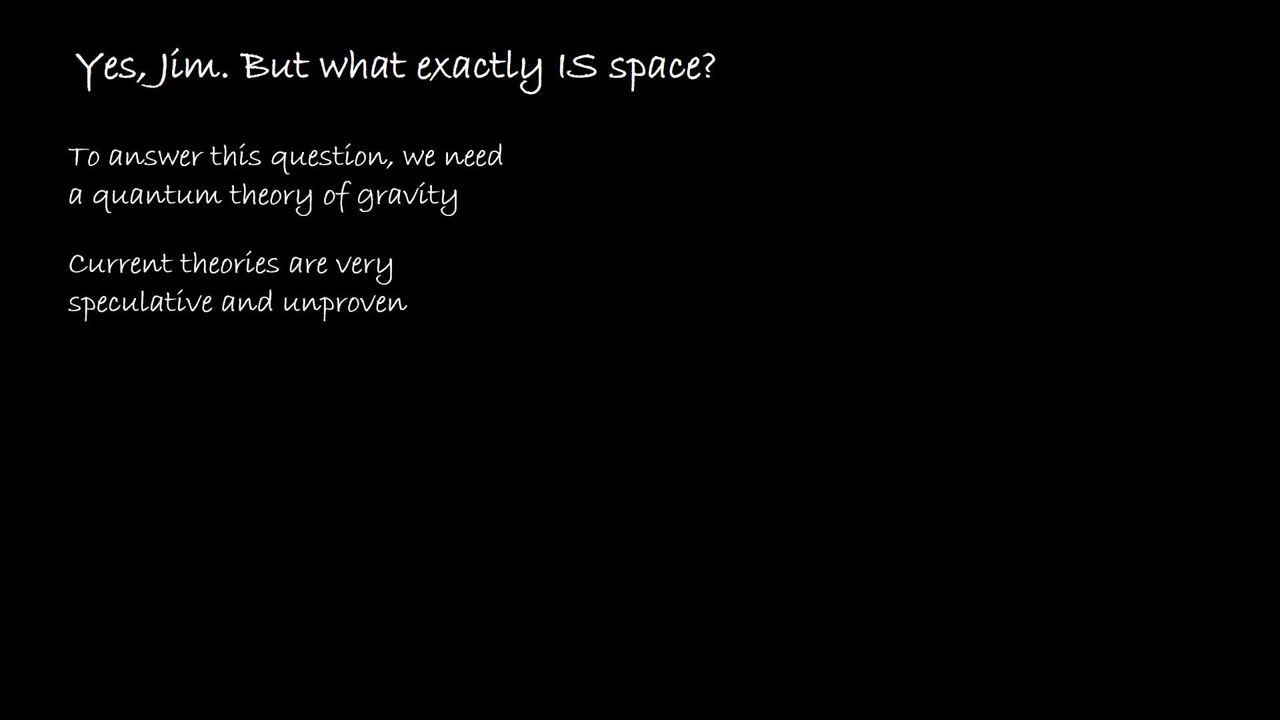 Yes, Jim. But what exactly IS space?
To answer this question, we need
a quantum theory of gravity
Current theories are very
speculative and unproven